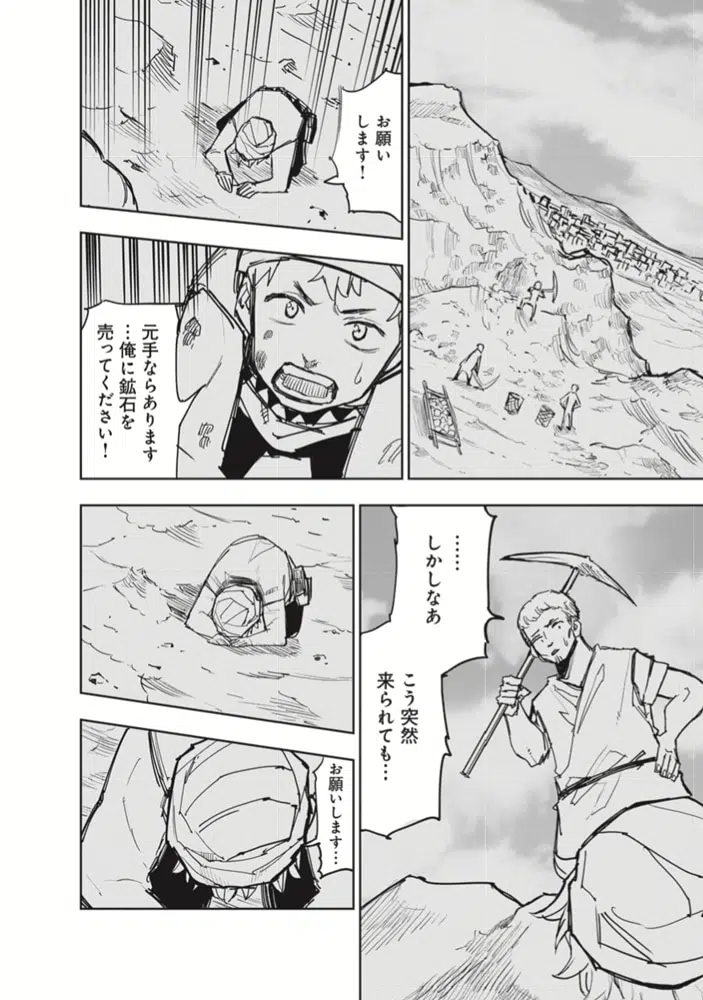 お願い
します！
元手ならあります
…俺に鉱石を
売ってください！
……
しかしなあ
こう突然
来られても…
お願いします…